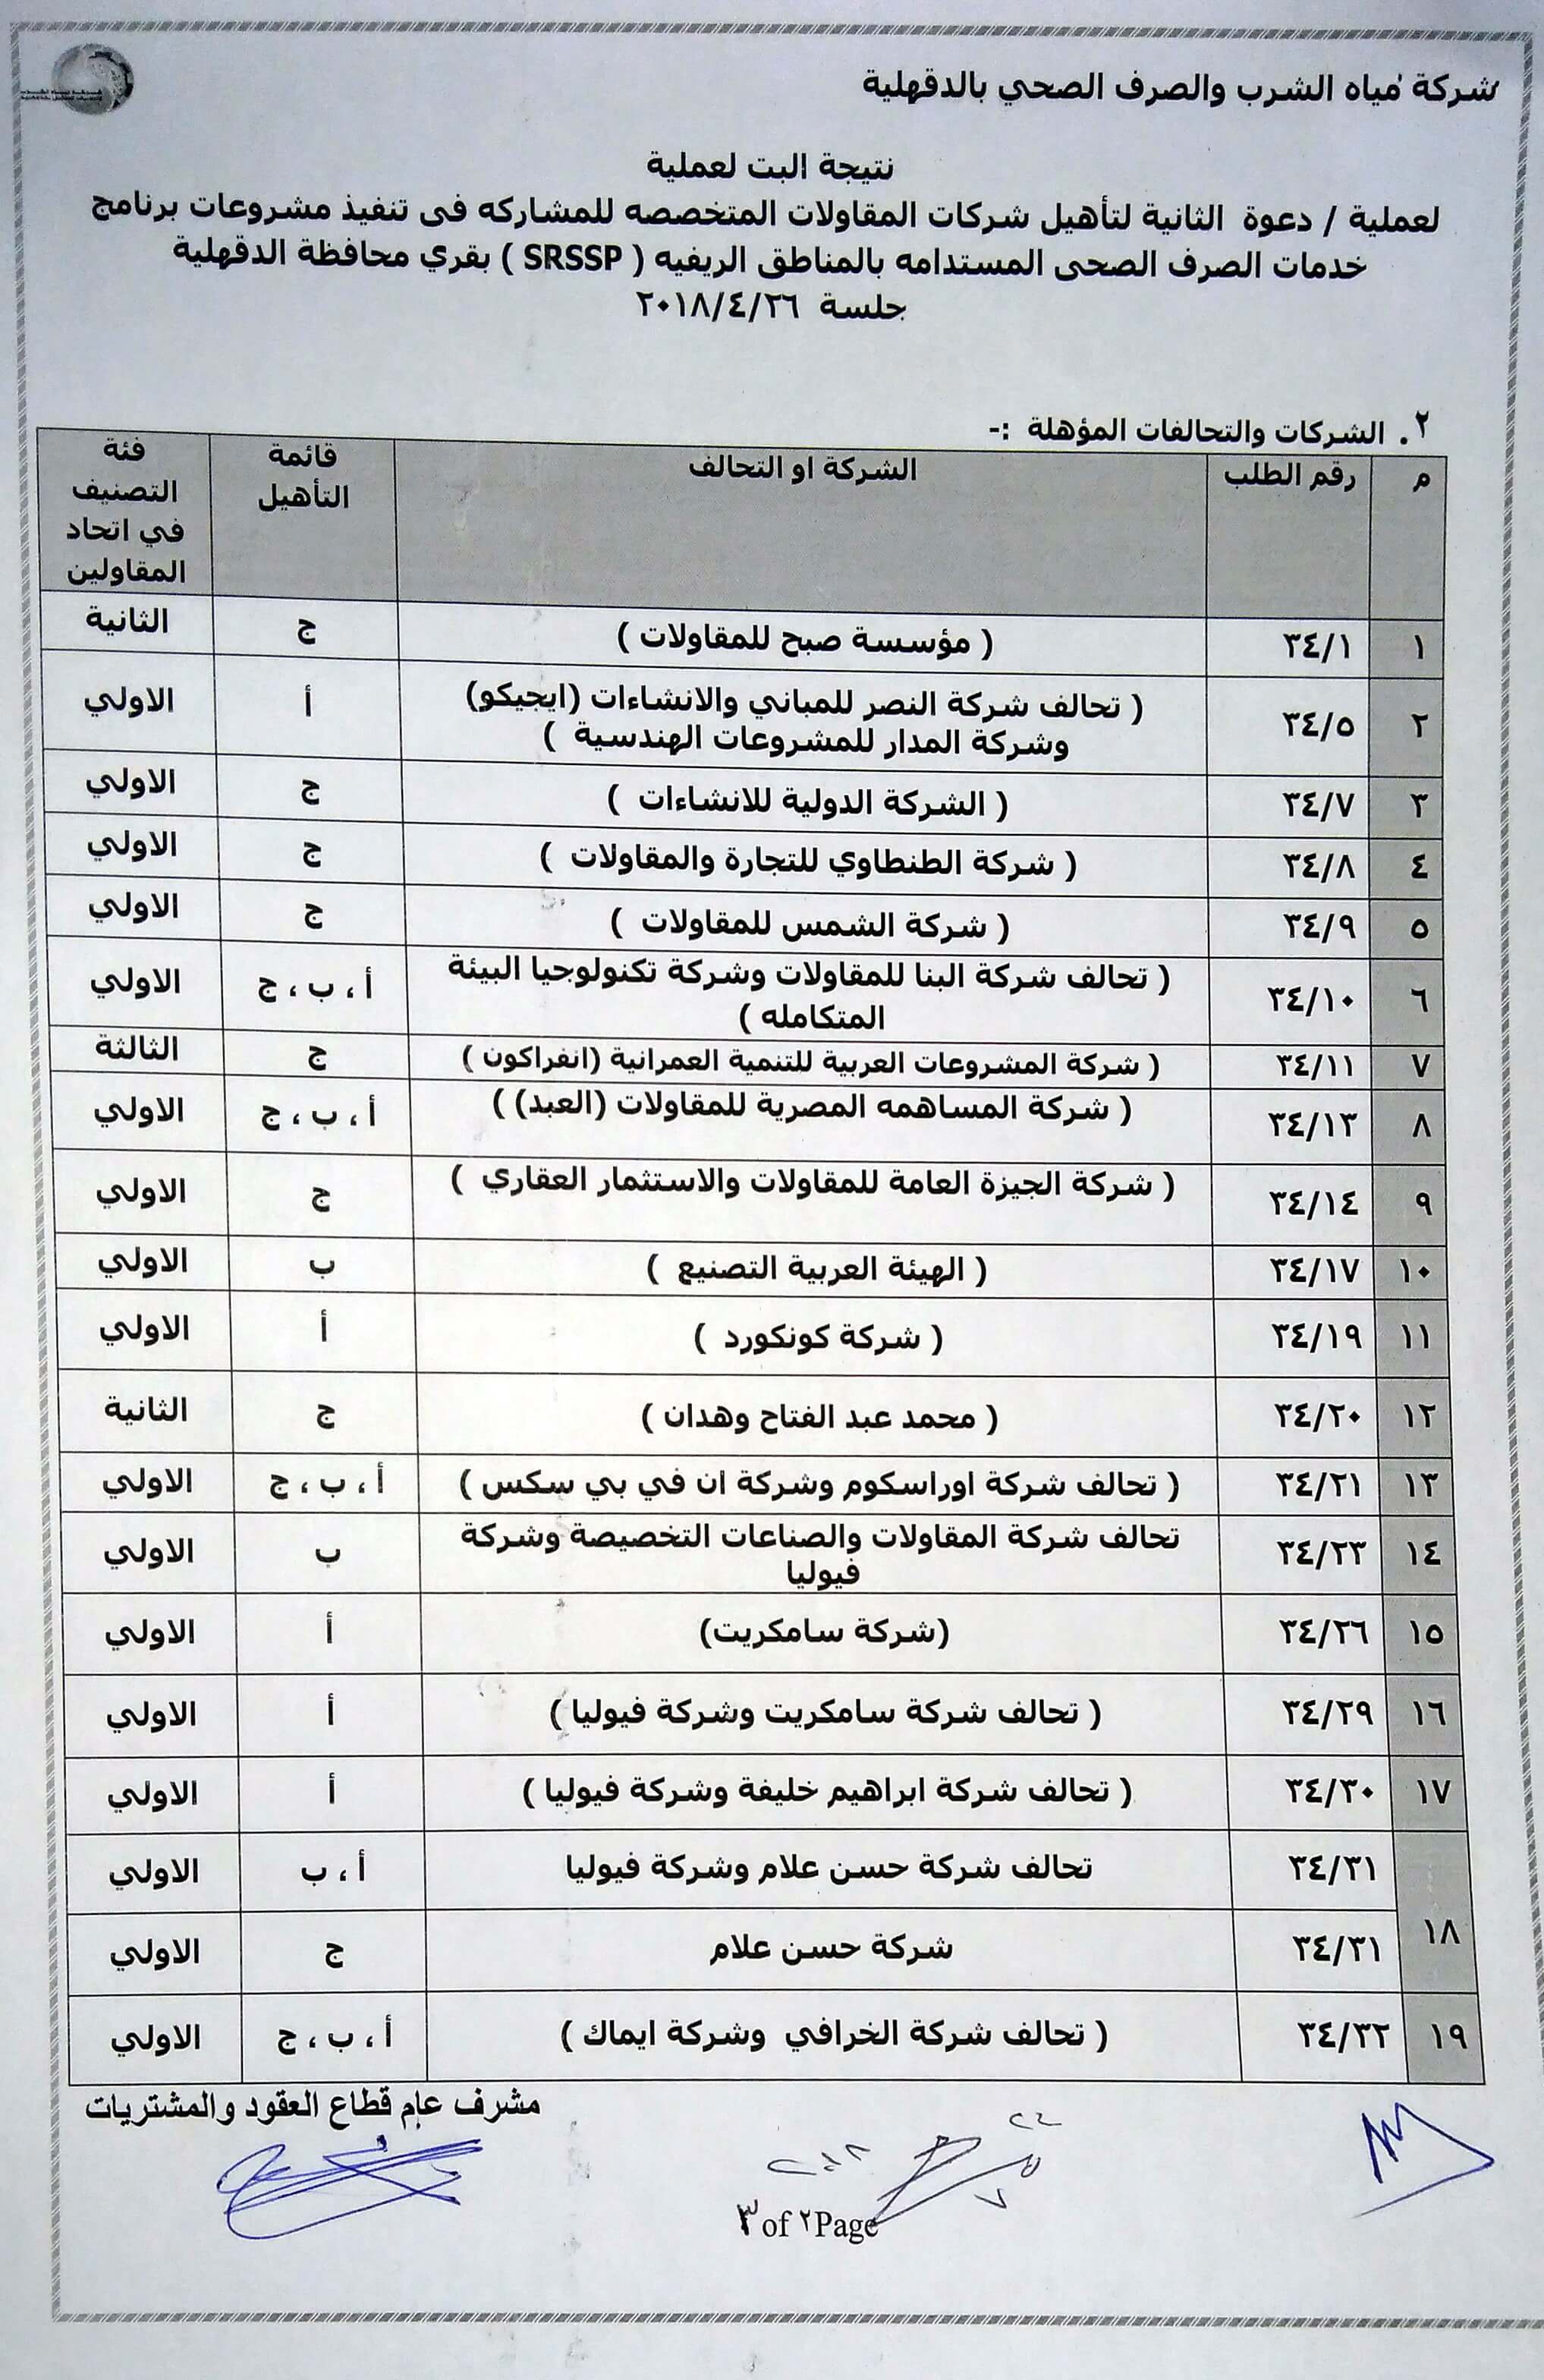 شركة مياه الشرب والصرف الصحي بالدقهلية
نتيجة البت لعملية
لعملية / دعوة الثانية لتأهيل شركات المقاولات المتخصصه للمشاركه فى تنفيذ مشروعات برنامج
خدمات الصرف الصحى المستدامه بالمناطق الريفيه ( SRSSP ) بقري محافظة الدقهلية
جلسة ٢٠١٨/٤/٢٦
٢. الشركات والتحالفات المؤهلة :-
م رقم الطلب الشركة او التحالف قائمة فئة
التأهيل التصنيف
في اتحاد
المقاولين
١ ٣٤/١ ( مؤسسة صبح للمقاولات ) ج الثانية
٢ ٣٤/٥ ( تحالف شركة النصر للمباني والانشاءات (ايجيكو) أ الاولي
وشركة المدار للمشروعات الهندسية )
٣ ٣٤/٧ ( الشركة الدولية للانشاءات ) ج الاولي
٤ ٣٤/٨ ( شركة الطنطاوي للتجارة والمقاولات ) ج الاولي
٥ ٣٤/٩ ( شركة الشمس للمقاولات ) ج الاولي
٦ ٣٤/١٠ ( تحالف شركة البنا للمقاولات وشركة تكنولوجيا البيئة أ ، ب ، ج الاولي
المتكامله )
٧ ٣٤/١١ ( شركة المشروعات العربية للتنمية العمرانية (انفراكون ) ج الثالثة
٨ ٣٤/١٣ ( شركة المساهمه المصرية للمقاولات (العبد) ) أ ، ب ، ج الاولي
٩ ٣٤/١٤ ( شركة الجيزة العامة للمقاولات والاستثمار العقاري ) ج الاولي
١٠ ٣٤/١٧ ( الهيئة العربية التصنيع ) ب الاولي
١١ ٣٤/١٩ ( شركة كونكورد ) أ الاولي
١٢ ٣٤/٢٠ ( محمد عبد الفتاح وهدان ) ج الثانية
١٣ ٣٤/٢١ ( تحالف شركة اوراسكوم وشركة ان في بي سكس ) أ ، ب ، ج الاولي
١٤ ٣٤/٢٣ تحالف شركة المقاولات والصناعات التخصيصة وشركة ب الاولي
فيوليا
١٥ ٣٤/٢٦ (شركة سامكريت) أ الاولي
١٦ ٣٤/٢٩ ( تحالف شركة سامكريت وشركة فيوليا ) أ الاولي
١٧ ٣٤/٣٠ ( تحالف شركة ابراهيم خليفة وشركة فيوليا ) أ الاولي
١٨ ٣٤/٣١ تحالف شركة حسن علام وشركة فيوليا أ ، ب الاولي
٣٤/٣١ شركة حسن علام ج الاولي
١٩ ٣٤/٣٢ ( تحالف شركة الخرافي وشركة ايماك ) أ ، ب ، ج الاولي
مشرف عام قطاع العقود والمشتريات
٣ of ٢Page